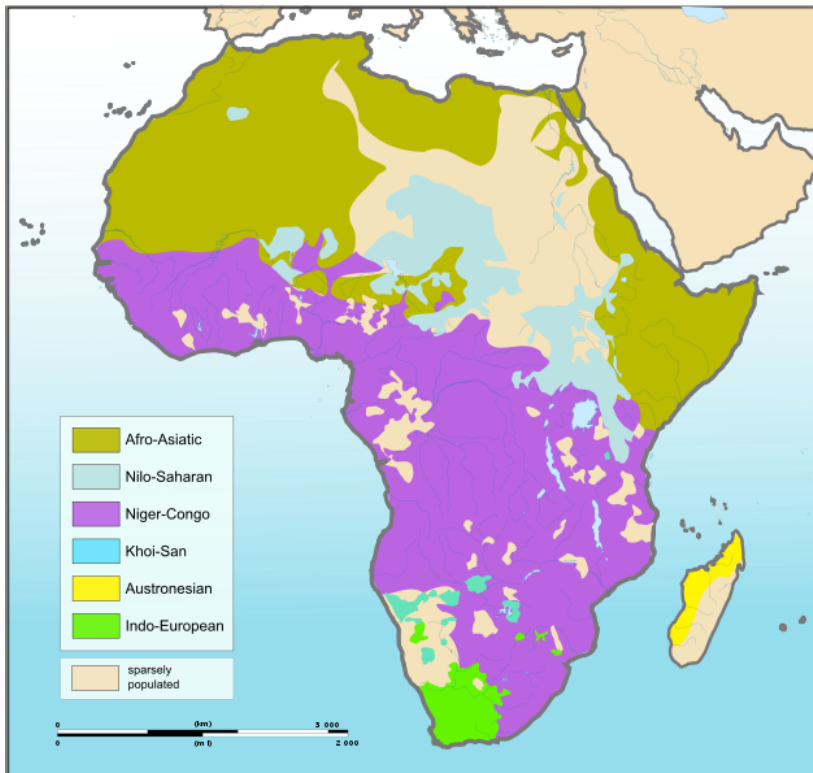 Afro-Asiatic
Nilo-Saharan
Niger-Congo
Khoi-San
Austronesian
Indo-European
sparsely
populated
0 (km) 3 000
0 (mi) 2 000